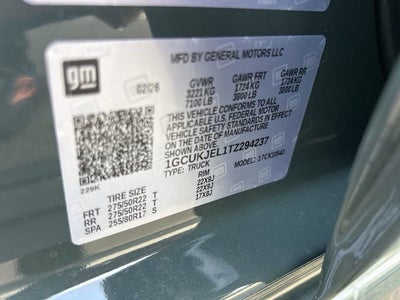 gm
02/26
MFD BY GENERAL MOTORS LLC
GVWR GAWR FRT GAWR RR
3221 KG 1724 KG 1724 KG
7100 LB 3800 LB 3800 LB
THIS VEHICLE CONFORMS TO ALL
APPLICABLE U.S. FEDERAL MOTOR
VEHICLE SAFETY STANDARDS IN
EFFECT ON THE DATE OF
MANUFACTURE SHOWN ABOVE.
1GCUKJEL1TZ294237
TYPE: TRUCK MODEL:
229K
TIRE SIZE RIM
FRT 275/50R22 T 22X9J
RR 275/50R22 T 22X9J
SPA 255/80R17 S 17X8J